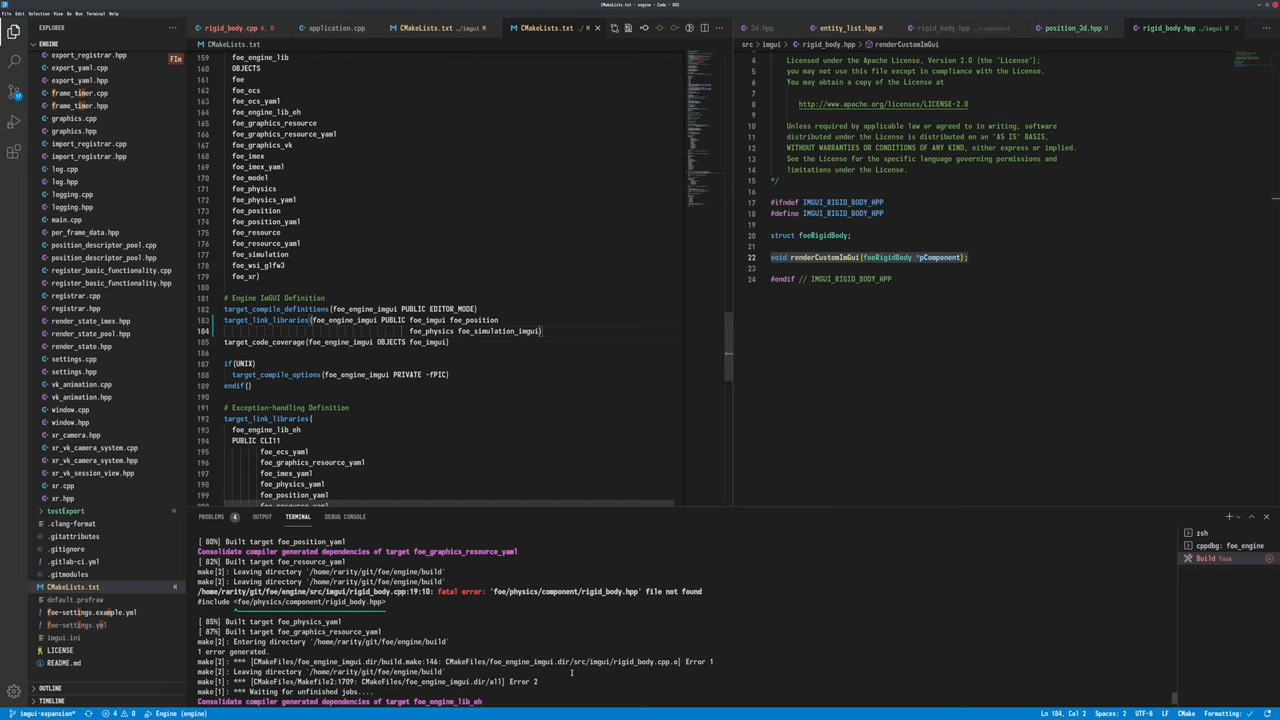 File Edit Selection View Go Run Terminal Help
CMakeLists.txt - engine - Code - OSS
EXPLORER
ENGINE
export_registrar.hpp
export_yaml.cpp
export_yaml.hpp
frame_timer.cpp
frame_timer.hpp
graphics.cpp
graphics.hpp
import_registrar.cpp
import_registrar.hpp
log.cpp
log.hpp
logging.cpp
logging.hpp
main.cpp
per_frame_data.hpp
position_descriptor_pool.cpp
position_descriptor_pool.hpp
register_basic_functionality.cpp
register_basic_functionality.hpp
registrar.cpp
registrar.hpp
render_state_imex.hpp
render_state_pool.cpp
render_state_pool.hpp
settings.cpp
settings.hpp
vk_animation.cpp
vk_animation.hpp
window.cpp
window.hpp
xr_camera.hpp
xr_vk_camera_system.cpp
xr_vk_camera_system.hpp
xr_vk_session_view.hpp
xr.cpp
xr.hpp
testExport
.clang-format
.gitattributes
.gitignore
.gitlab-ci.yml
.gitmodules
CMakeLists.txt M
default.profraw
foe-settings.example.yml
foe-settings.yml
imgui.ini
LICENSE
README.md
OUTLINE
TIMELINE
rigid_body.cpp 4, U
application.cpp
CMakeLists.txt …/imgui M
CMakeLists.txt M
CMakeLists.txt
159 foe_engine_lib
160 OBJECTS
161 foe
162 foe_ecs
163 foe_ecs_yaml
164 foe_engine_lib_eh
165 foe_graphics_resource
166 foe_graphics_resource_yaml
167 foe_graphics_vk
168 foe_imex
169 foe_imex_yaml
170 foe_model
171 foe_physics
172 foe_physics_yaml
173 foe_position
174 foe_position_yaml
175 foe_resource
176 foe_resource_yaml
177 foe_simulation
178 foe_wsi_glfw3
179 foe_xr)
180
181 # Engine ImGUI Definition
182 target_compile_definitions(foe_engine_imgui PUBLIC EDITOR_MODE)
183 target_link_libraries(foe_engine_imgui PUBLIC foe_imgui foe_position
184 foe_physics foe_simulation_imgui)
185 target_code_coverage(foe_engine_imgui OBJECTS foe_imgui)
186
187 if(UNIX)
188 target_compile_options(foe_engine_imgui PRIVATE -fPIC)
189 endif()
190
191 # Exception-handling Definition
192 target_link_libraries(
193 foe_engine_lib_eh
194 PUBLIC CLI11
195 foe_ecs_yaml
196 foe_graphics_resource_yaml
197 foe_imex_yaml
198 foe_physics_yaml
199 foe_position_yaml
3d.hpp
entity_list.hpp M
rigid_body.hpp …/component
position_3d.hpp U
rigid_body.hpp …/imgui U
src > imgui > rigid_body.hpp > renderCustomImGui
4 Licensed under the Apache License, Version 2.0 (the 'License');
5 you may not use this file except in compliance with the License.
6 You may obtain a copy of the License at
7
8 http://www.apache.org/licenses/LICENSE-2.0
9
10 Unless required by applicable law or agreed to in writing, software
11 distributed under the License is distributed on an 'AS IS' BASIS,
12 WITHOUT WARRANTIES OR CONDITIONS OF ANY KIND, either express or implied.
13 See the License for the specific language governing permissions and
14 limitations under the License.
15 */
16
17 #ifndef IMGUI_RIGID_BODY_HPP
18 #define IMGUI_RIGID_BODY_HPP
19
20 struct foeRigidBody;
21
22 void renderCustomImGui(foeRigidBody *pComponent);
23
24 #endif // IMGUI_RIGID_BODY_HPP
PROBLEMS 4 OUTPUT TERMINAL DEBUG CONSOLE
[ 80%] Built target foe_position_yaml
Consolidate compiler generated dependencies of target foe_graphics_resource_yaml
[ 82%] Built target foe_resource_yaml
make[2]: Leaving directory '/home/rarity/git/foe/engine/build'
make[2]: Leaving directory '/home/rarity/git/foe/engine/build'
/home/rarity/git/foe/engine/src/imgui/rigid_body.cpp:19:10: fatal error: 'foe/physics/component/rigid_body.hpp' file not found
#include <foe/physics/component/rigid_body.hpp>
[ 85%] Built target foe_physics_yaml
[ 87%] Built target foe_graphics_resource_yaml
make[2]: Entering directory '/home/rarity/git/foe/engine/build'
1 error generated.
make[2]: *** [CMakeFiles/foe_engine_imgui.dir/build.make:146: CMakeFiles/foe_engine_imgui.dir/src/imgui/rigid_body.cpp.o] Error 1
make[2]: Leaving directory '/home/rarity/git/foe/engine/build'
make[1]: *** [CMakeFiles/Makefile2:1709: CMakeFiles/foe_engine_imgui.dir/all] Error 2
make[1]: *** Waiting for unfinished jobs....
Consolidate compiler generated dependencies of target foe_engine_lib_eh
zsh
cppdbg: foe_engine
Build Task
imgui-expansion* 4 0 Engine (engine)
Ln 184, Col 2 Spaces: 2 UTF-8 LF CMake Formatting: ✓